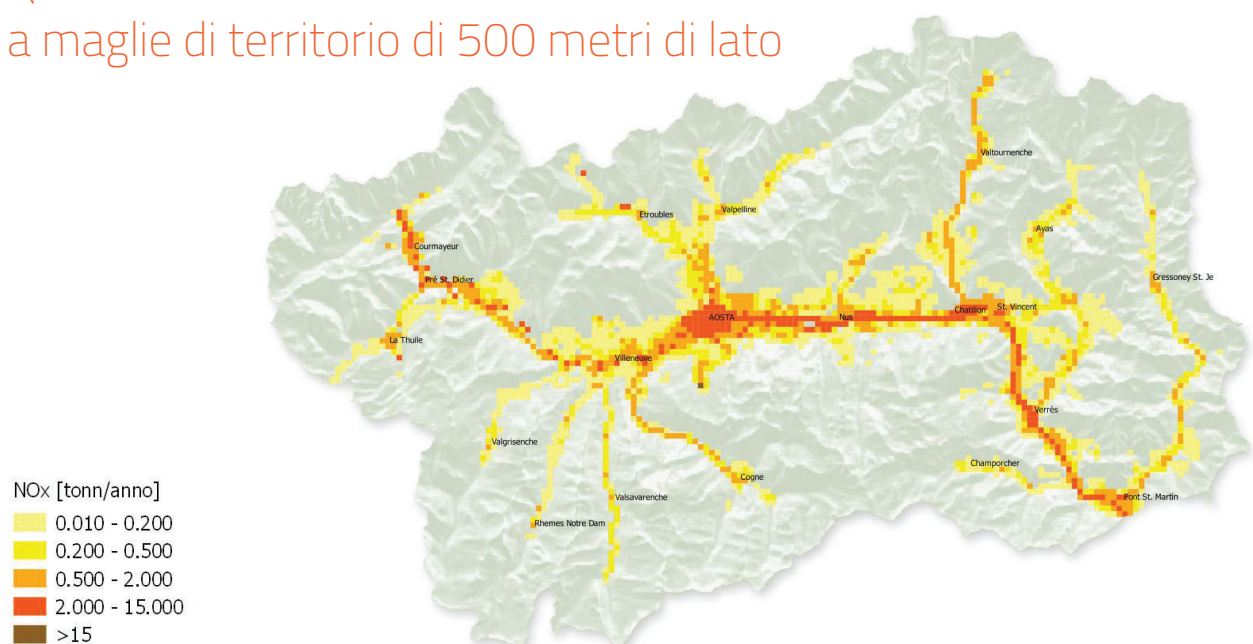 a maglie di territorio di 500 metri di lato
Valtournenche
Etroubles
Valpelline
Ayas
Courmayeur
Pré St. Didier
Gressoney St. Je
AOSTA
Nus
Chatillon
St. Vincent
La Thuile
Villeneuve
Verrès
Valgrisenche
Champorcher
Cogne
Valsavarenche
Pont St. Martin
Rhemes Notre Dam
NOx [tonn/anno]
0.010 - 0.200
0.200 - 0.500
0.500 - 2.000
2.000 - 15.000
>15